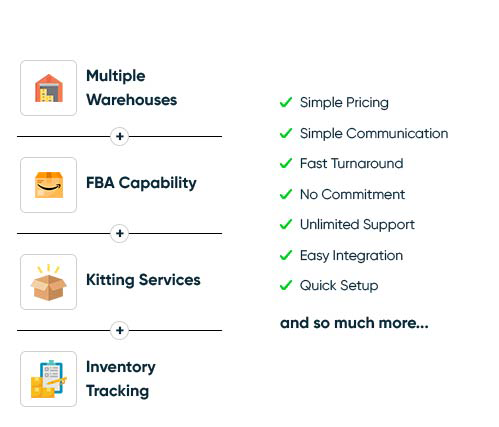 Multiple
Warehouses
+
FBA Capability
+
Kitting Services
+
Inventory
Tracking
Simple Pricing
Simple Communication
Fast Turnaround
No Commitment
Unlimited Support
Easy Integration
Quick Setup
and so much more...